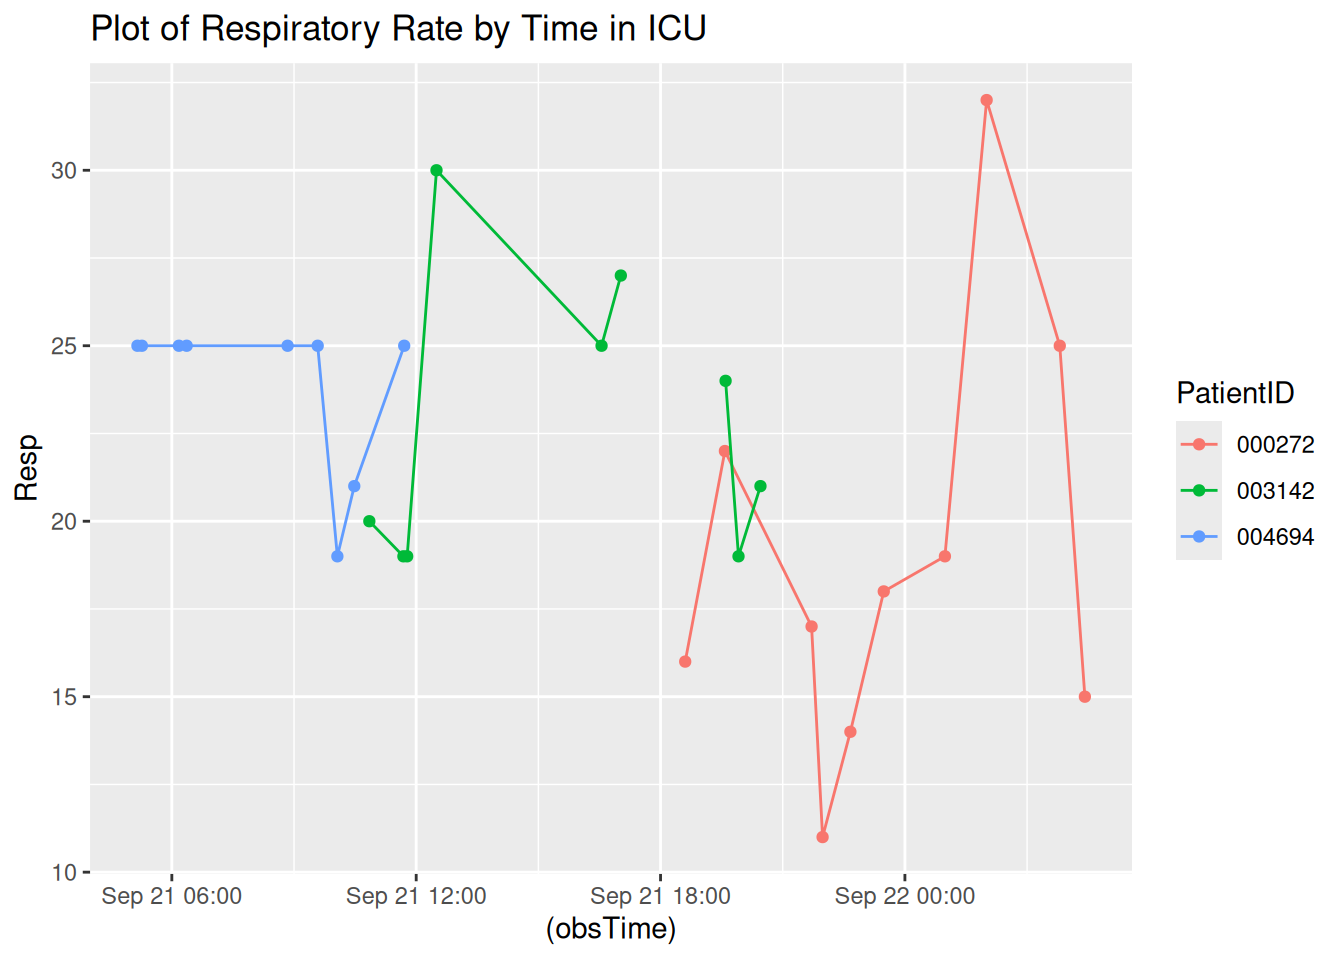 Plot of Respiratory Rate by Time in ICU
30
25
20
15
10
Resp
Sep 21 06:00 Sep 21 12:00 Sep 21 18:00 Sep 22 00:00
(obsTime)
PatientID
000272
003142
004694